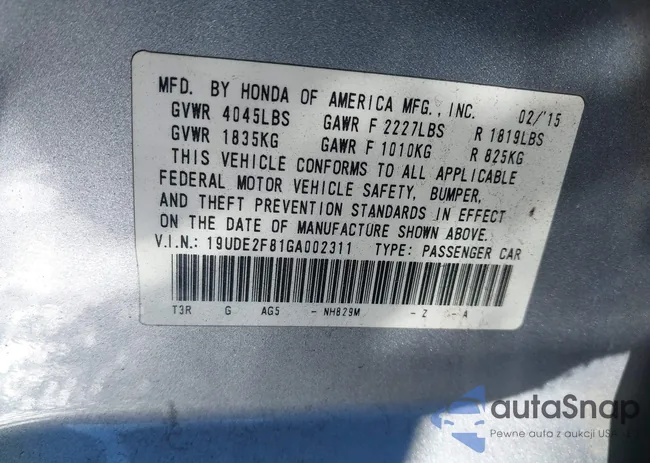 MFD. BY HONDA OF AMERICA MFG., INC. 02/'15
GVWR 4045LBS GAWR F 2227LBS R 1819LBS
GVWR 1835KG GAWR F 1010KG R 825KG
THIS VEHICLE CONFORMS TO ALL APPLICABLE
FEDERAL MOTOR VEHICLE SAFETY, BUMPER,
AND THEFT PREVENTION STANDARDS IN EFFECT
ON THE DATE OF MANUFACTURE SHOWN ABOVE.
V.I.N.: 19UDE2F81GA002311 TYPE: PASSENGER CAR
T3R G AG5 - NH829M - Z - A
autaSnap
Pewne auta z aukcji USA